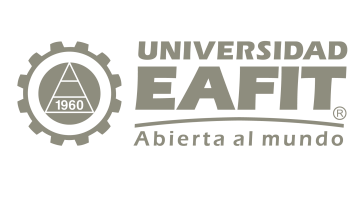 1960
UNIVERSIDAD
EAFIT®
Abierta al mundo